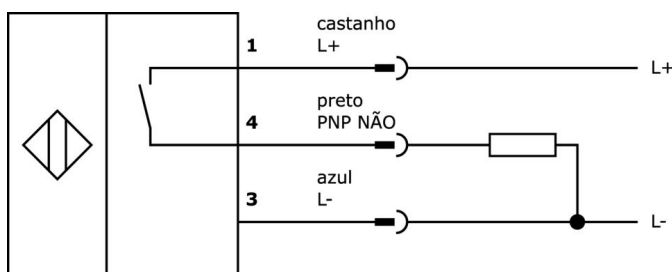 castanho
1 L+
L+
preto
4 PNP NÃO
azul
3 L-
L-